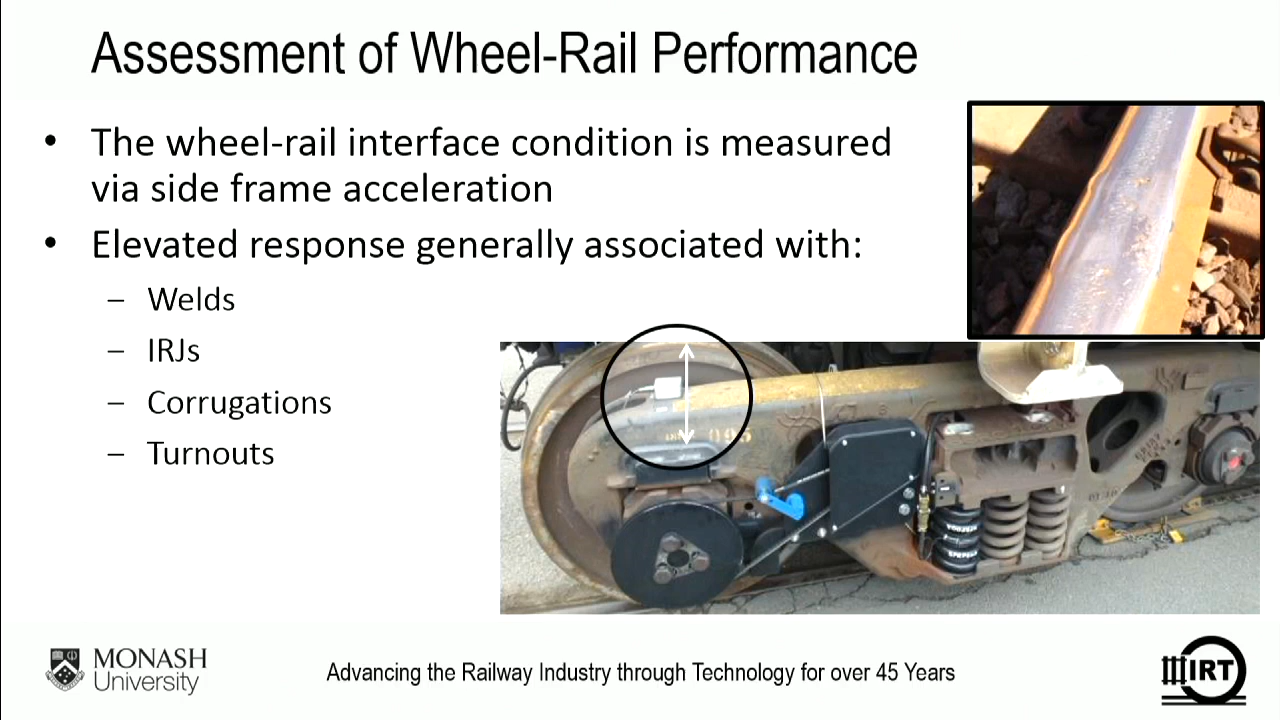 Assessment of Wheel-Rail Performance
• The wheel-rail interface condition is measured
via side frame acceleration
• Elevated response generally associated with:
– Welds
– IRJs
– Corrugations
– Turnouts
095
MONASH
University
Advancing the Railway Industry through Technology for over 45 Years
IRT